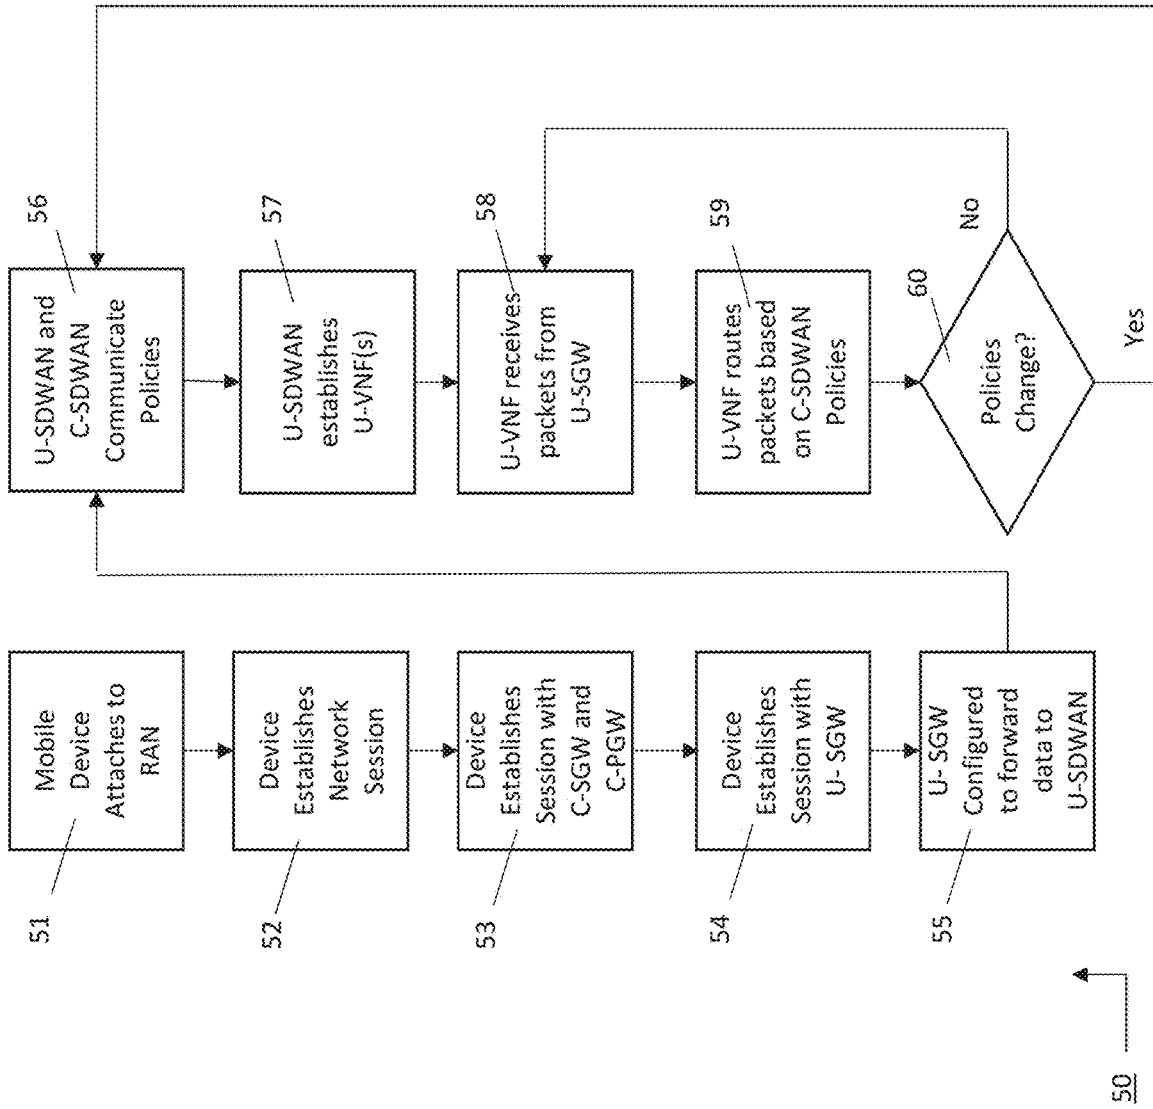 51
Mobile
Device
Attaches to
RAN
52
Device
Establishes
Network
Session
53
Device
Establishes
Session with
C-SGW and
C-PGW
54
Device
Establishes
Session with
U- SGW
55
U- SGW
Configured
to forward
data to
U-SDWAN
56
U-SDWAN and
C-SDWAN
Communicate
Policies
57
U-SDWAN
establishes
U-VNF(s)
58
U-VNF receives
packets from
U-SGW
59
U-VNF routes
packets based
on C-SDWAN
Policies
60
Policies
Change?
No
Yes
50